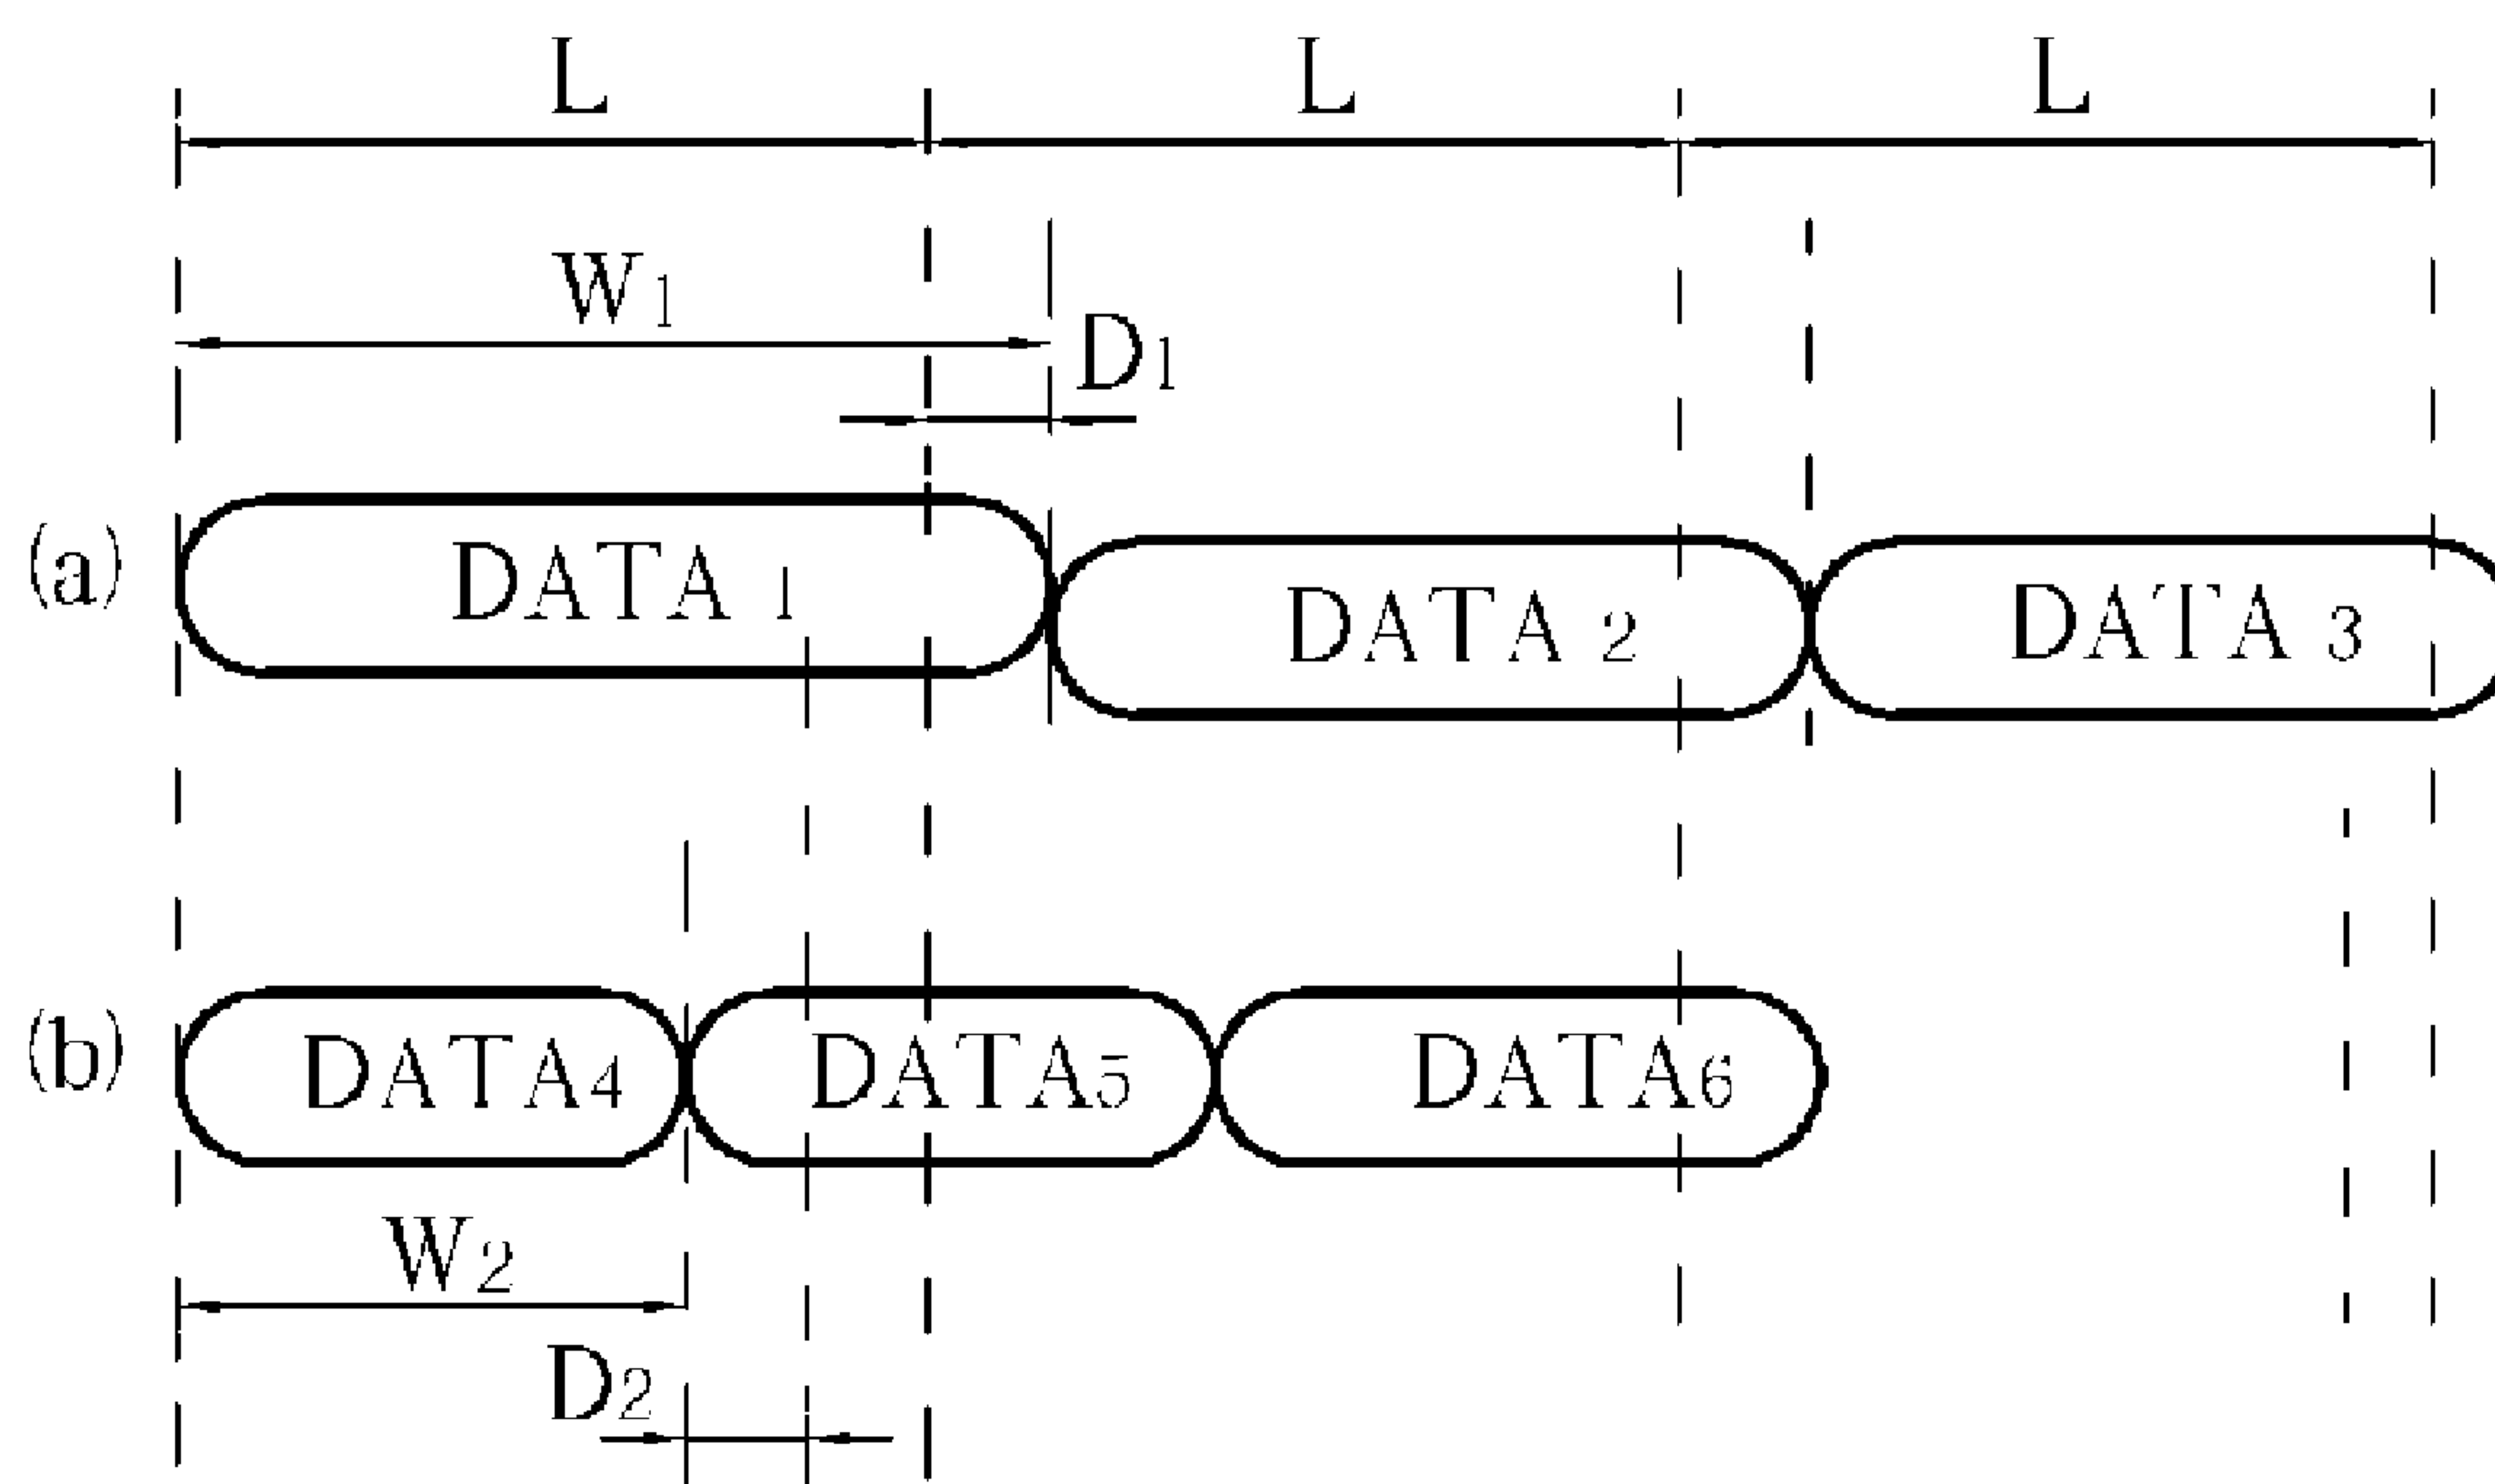 L L L
W1
D1
(a) DATA 1 DATA 2 DATA 3
(b) DATA4 DATA5 DATA6
W2
D2